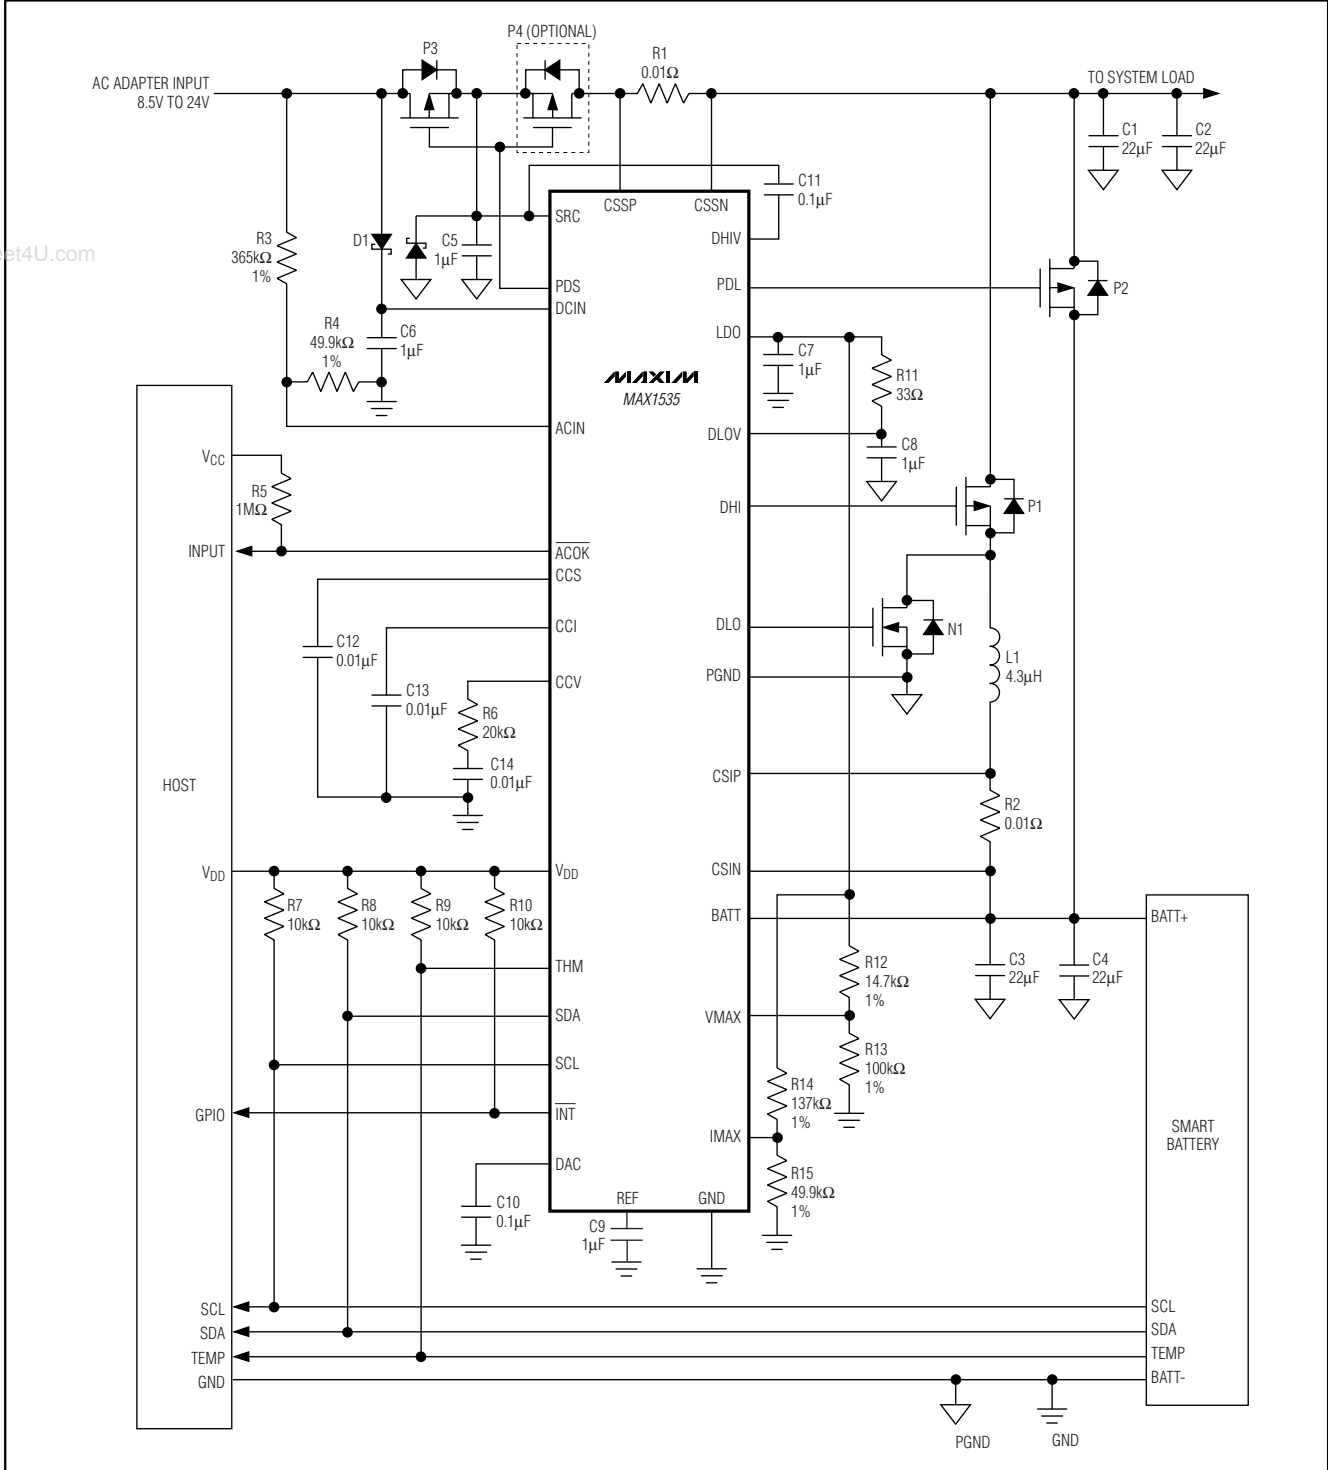 P4 (OPTIONAL)
P3
R1
0.01Ω
AC ADAPTER INPUT
8.5V TO 24V
TO SYSTEM LOAD
C1
22µF
C2
22µF
C11
0.1µF
CSSP
CSSN
SRC
DHIV
R3
365kΩ
1%
D1
C5
1µF
et4U.com
PDS
PDL
P2
DCIN
R4
49.9kΩ
1%
C6
1µF
LDO
C7
1µF
R11
33Ω
MAXIM
MAX1535
ACIN
DLOV
C8
1µF
VCC
R5
1MΩ
DHI
P1
INPUT
ACOK
CCS
CCI
DLO
N1
C12
0.01µF
PGND
L1
4.3µH
CCV
C13
0.01µF
R6
20kΩ
C14
0.01µF
CSIP
HOST
R2
0.01Ω
VDD
VDD
CSIN
R7
10kΩ
R8
10kΩ
R9
10kΩ
R10
10kΩ
BATT
BATT+
THM
R12
14.7kΩ
1%
C3
22µF
C4
22µF
SDA
VMAX
SCL
R13
100kΩ
1%
R14
137kΩ
1%
GPIO
INT
IMAX
SMART
BATTERY
DAC
R15
49.9kΩ
1%
C10
0.1µF
REF
GND
C9
1µF
SCL
SCL
SDA
SDA
TEMP
TEMP
GND
BATT-
PGND
GND